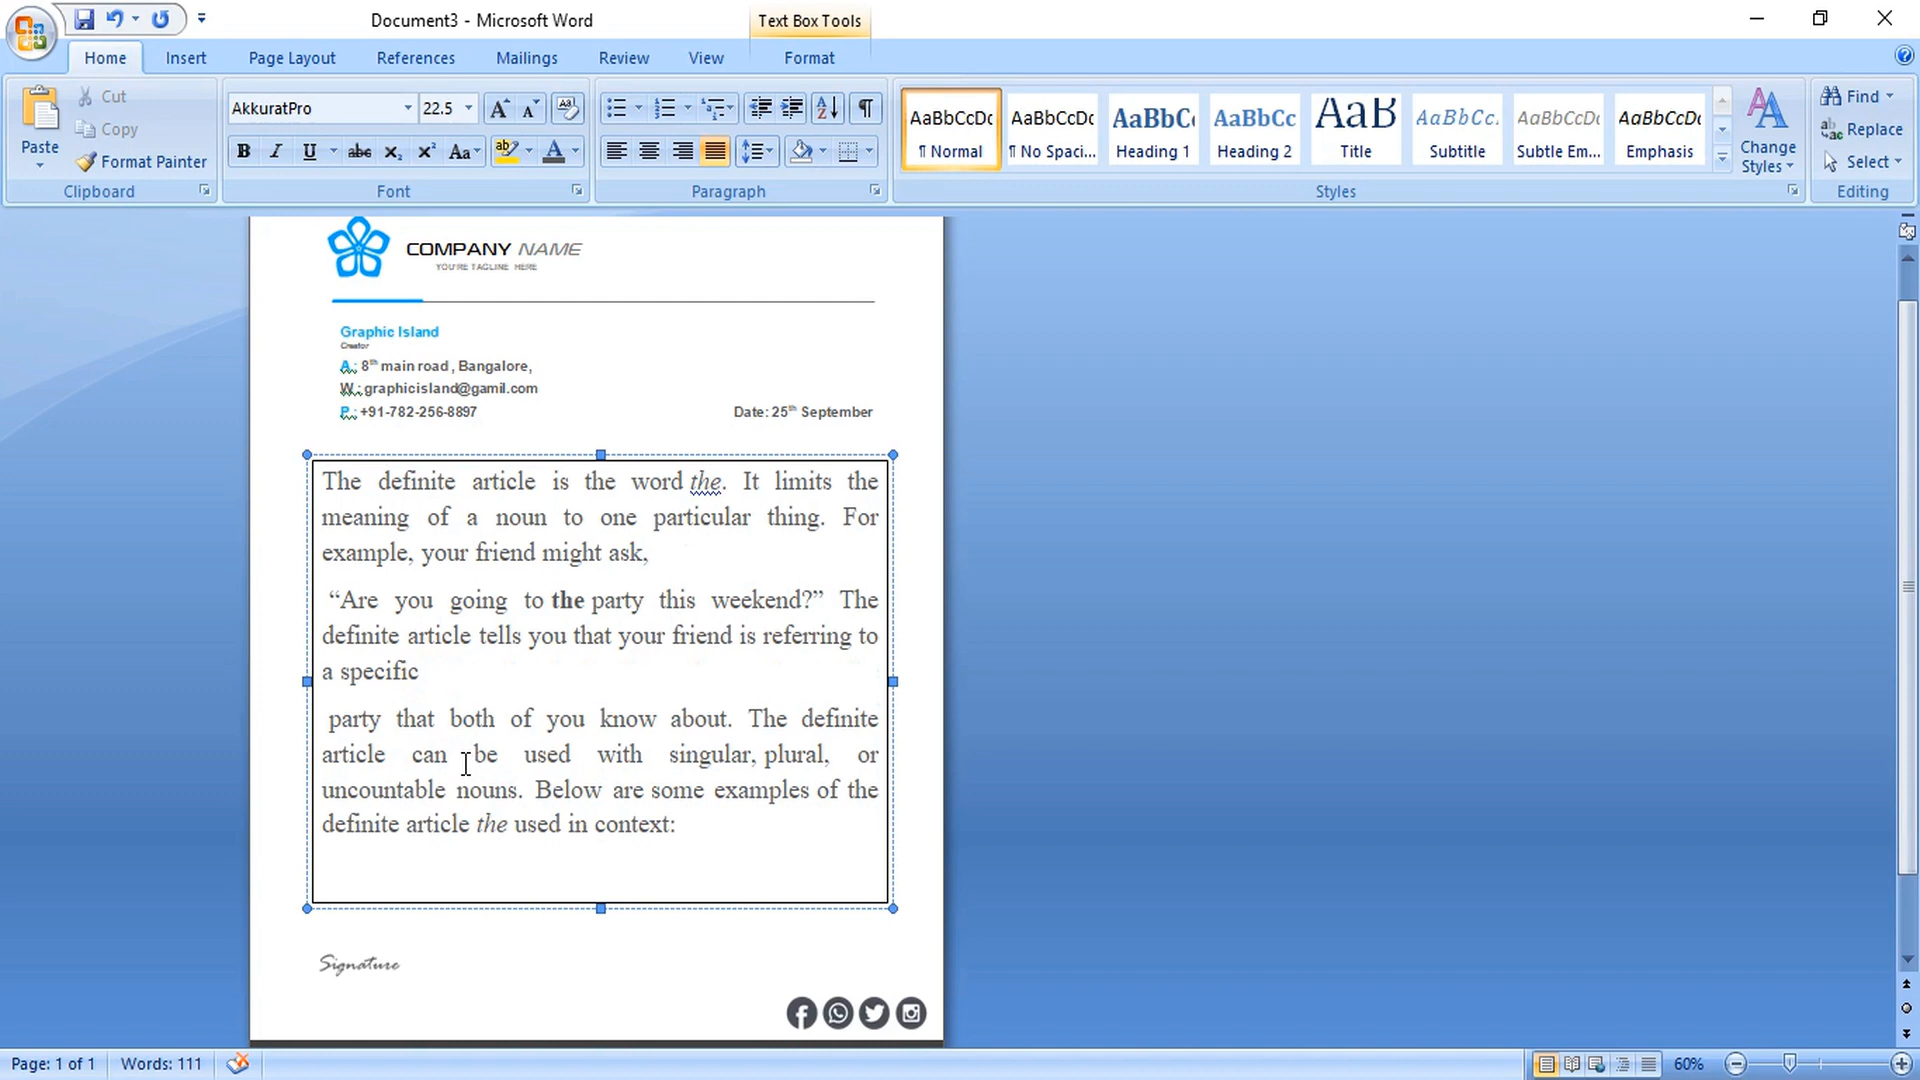 Document3 - Microsoft Word
Text Box Tools
Home
Insert
Page Layout
References
Mailings
Review
View
Format
Paste
Cut
Copy
Format Painter
Clipboard
AkkuratPro
22.5
Font
Paragraph
AaBbCcDc
¶ Normal
AaBbCcDc
¶ No Spaci...
AaBbC
Heading 1
AaBbCc
Heading 2
AaB
Title
AaBbCc.
Subtitle
AaBbCcDc
Subtle Em...
AaBbCcDc
Emphasis
Change
Styles
Styles
Find
Replace
Select
Editing
COMPANY NAME
YOU'RE TAGLINE HERE
Graphic Island
Creator
A : 8th main road , Bangalore,
W : graphicisland@gamil.com
P : +91-782-256-8897
Date: 25th September
The definite article is the word the. It limits the
meaning of a noun to one particular thing. For
example, your friend might ask,
“Are you going to the party this weekend?” The
definite article tells you that your friend is referring to
a specific
party that both of you know about. The definite
article can be used with singular, plural, or
uncountable nouns. Below are some examples of the
definite article the used in context:
Signature
Page: 1 of 1
Words: 111
60%